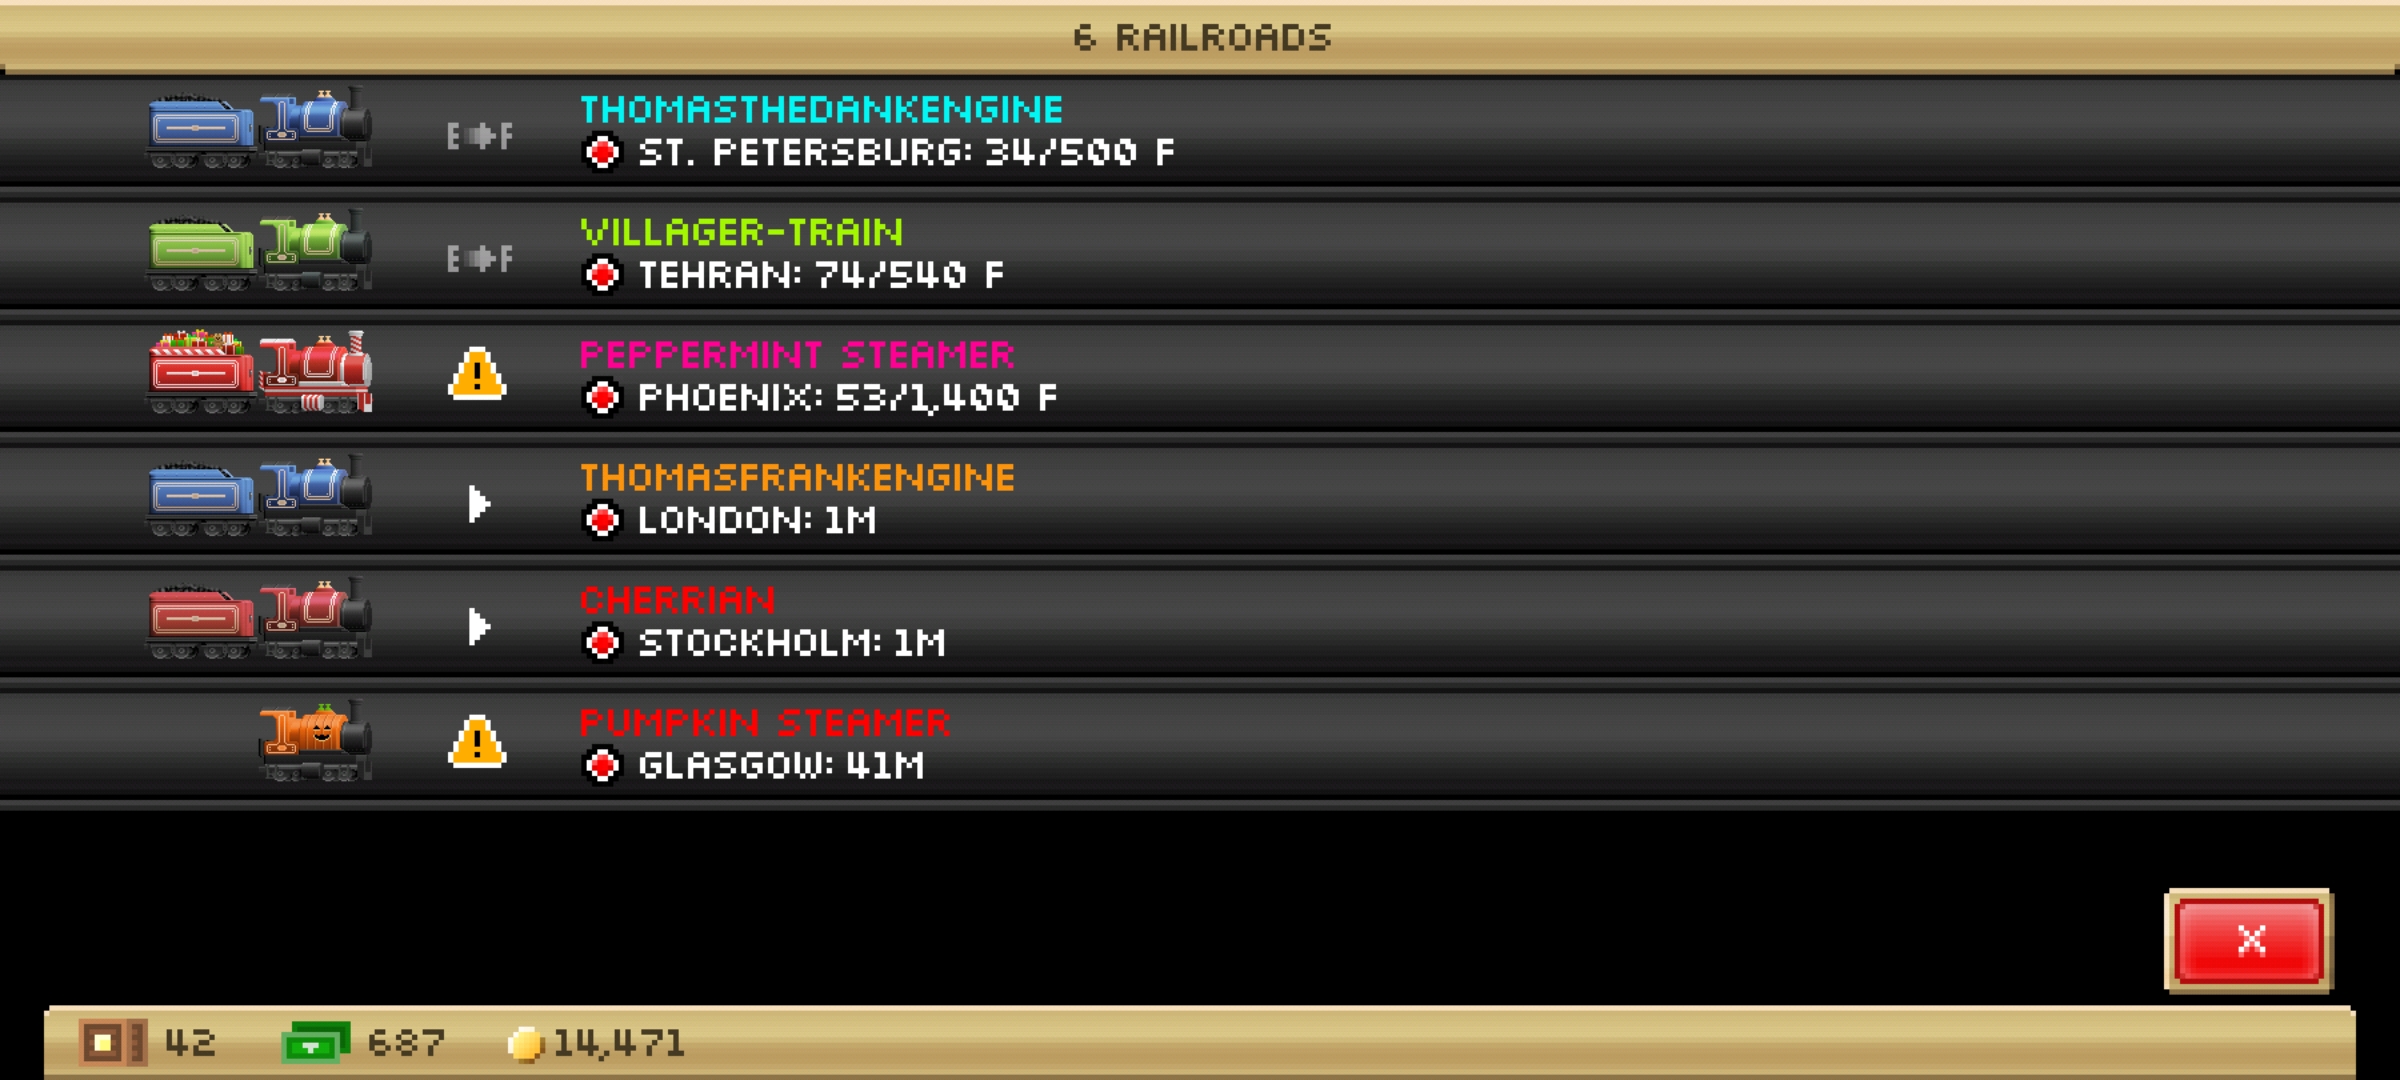 6 RAILROADS
THOMASTHEDANKENGINE
E F
ST. PETERSBURG: 34/500 F
VILLAGER-TRAIN
E F
TEHRAN: 74/540 F
PEPPERMINT STEAMER
!
PHOENIX: 53/1,400 F
THOMASFRANKENGINE
LONDON: 1M
CHERRIAN
STOCKHOLM: 1M
PUMPKIN STEAMER
!
GLASGOW: 41M
X
42 687 14,471